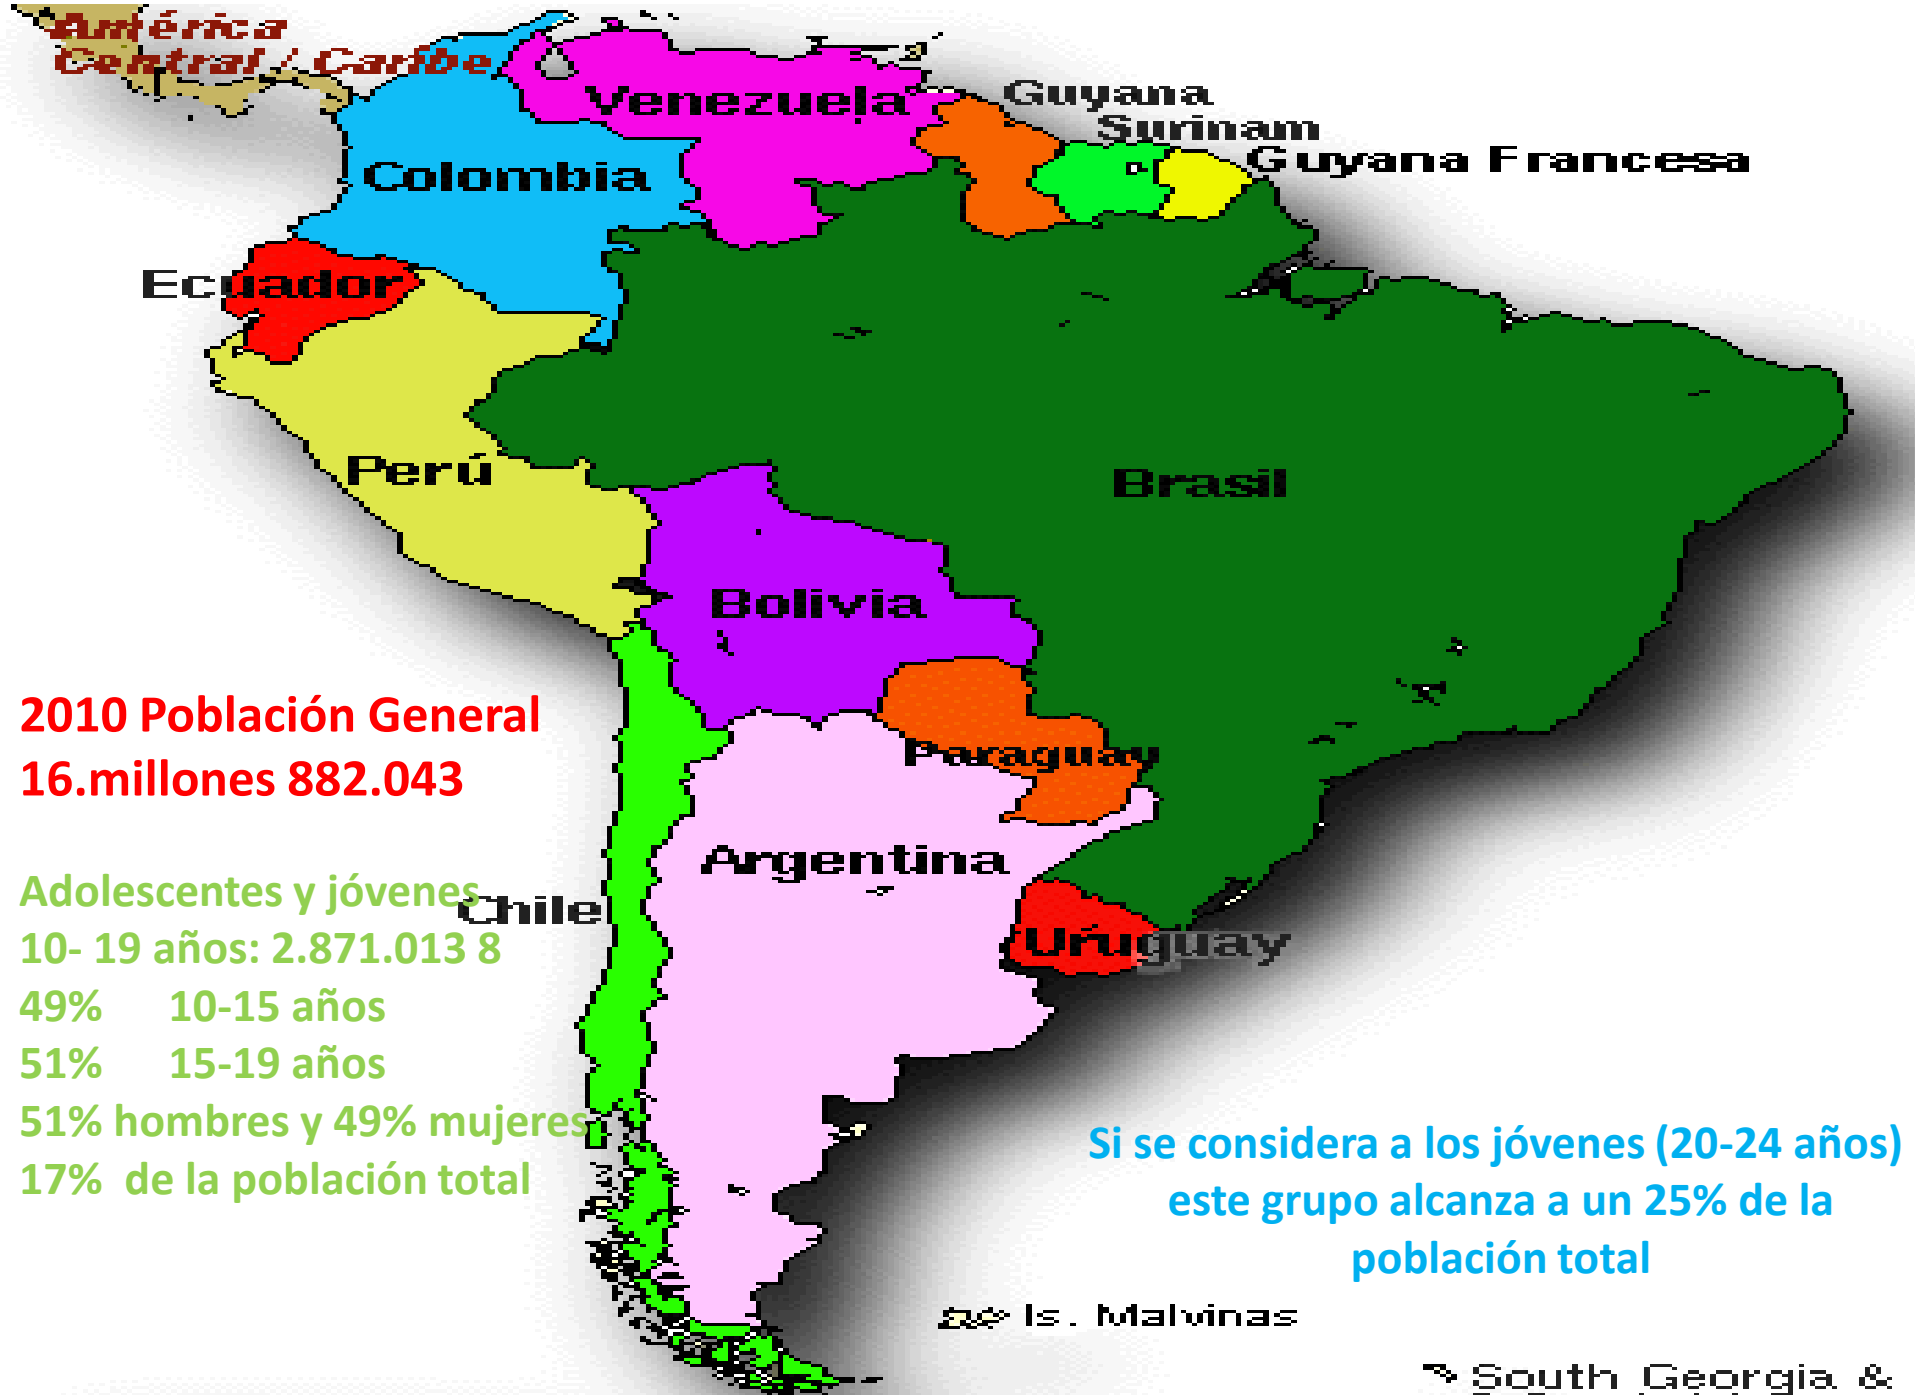 América
Central / Caribe
Venezuela
Guyana
Surinam
Guyana Francesa
Colombia
Ecuador
Perú
Brasil
Bolivia
Paraguay
Argentina
Chile
Uruguay
2010 Población General
16.millones 882.043
Adolescentes y jóvenes
10- 19 años: 2.871.013 8
49% 10-15 años
51% 15-19 años
51% hombres y 49% mujeres
17% de la población total
Si se considera a los jóvenes (20-24 años)
este grupo alcanza a un 25% de la
población total
Is. Malvinas
South Georgia &